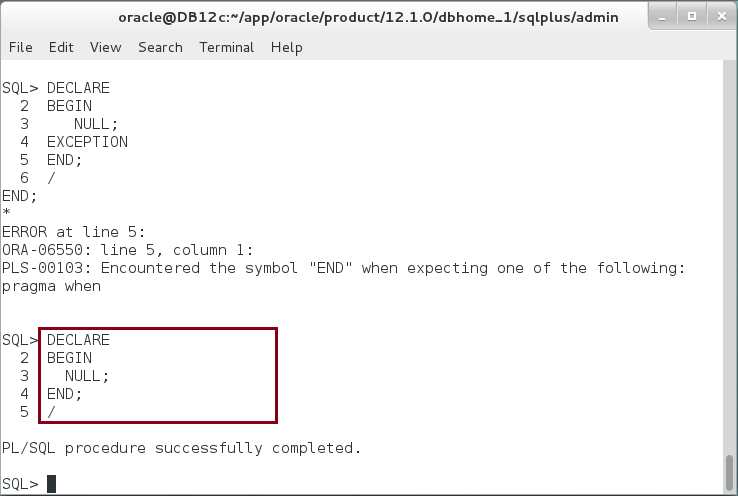 oracle@DB12c:~/app/oracle/product/12.1.0/dbhome_1/sqlplus/admin
File Edit View Search Terminal Help
SQL> DECLARE
  2  BEGIN
  3     NULL;
  4  EXCEPTION
  5  END;
  6  /
END;
*
ERROR at line 5:
ORA-06550: line 5, column 1:
PLS-00103: Encountered the symbol "END" when expecting one of the following:
pragma when
SQL> DECLARE
  2  BEGIN
  3    NULL;
  4  END;
  5  /
PL/SQL procedure successfully completed.
SQL>